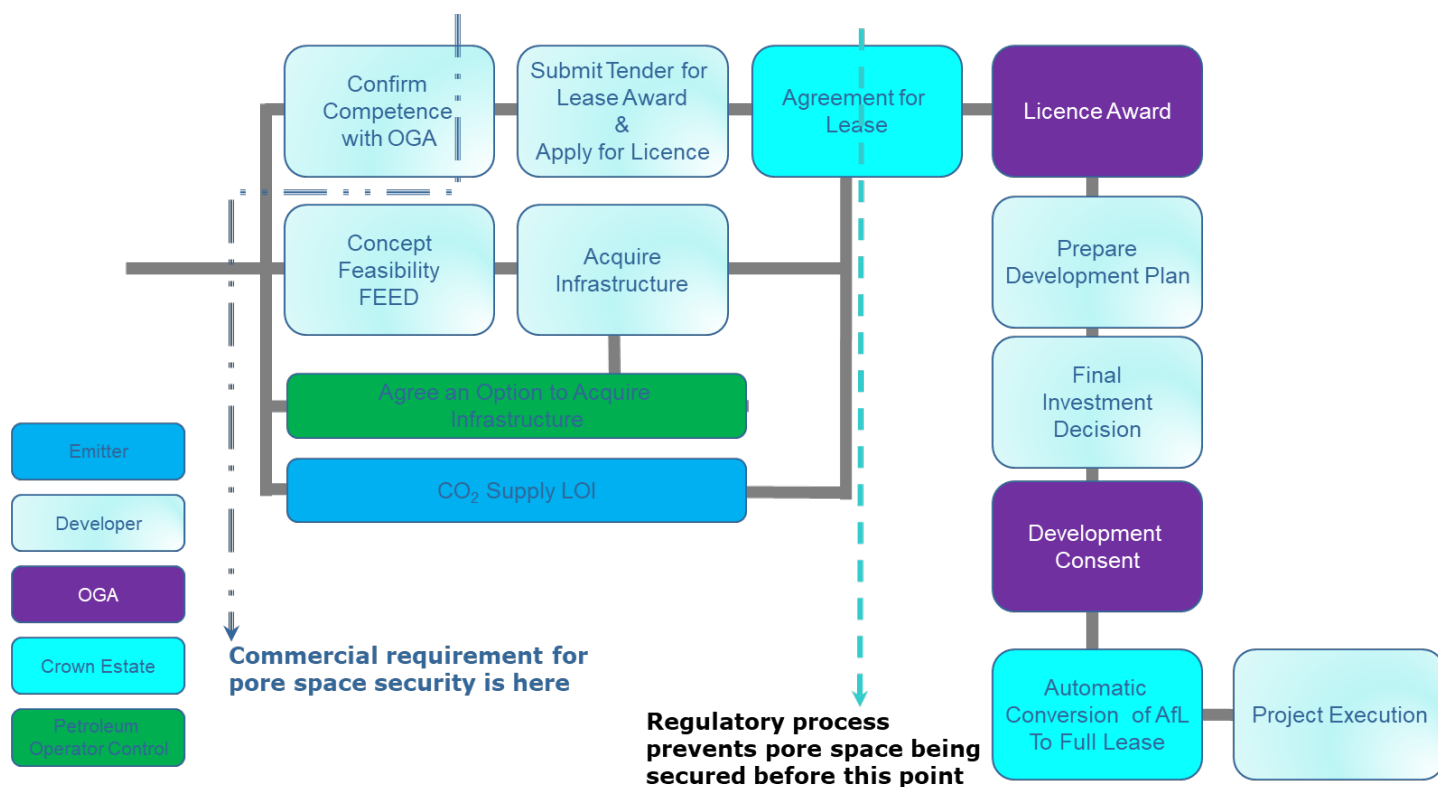 Confirm
Competence
with OGA
Submit Tender for
Lease Award
&
Apply for Licence
Agreement for
Lease
Licence Award
Concept
Feasibility
FEED
Acquire
Infrastructure
Prepare
Development Plan
Agree an Option to Acquire
Infrastructure
Final
Investment
Decision
CO₂ Supply LOI
Emitter
Developer
OGA
Crown Estate
Petroleum
Operator Control
Development
Consent
Commercial requirement for
pore space security is here
Regulatory process
prevents pore space being
secured before this point
Automatic
Conversion of AfL
To Full Lease
Project Execution